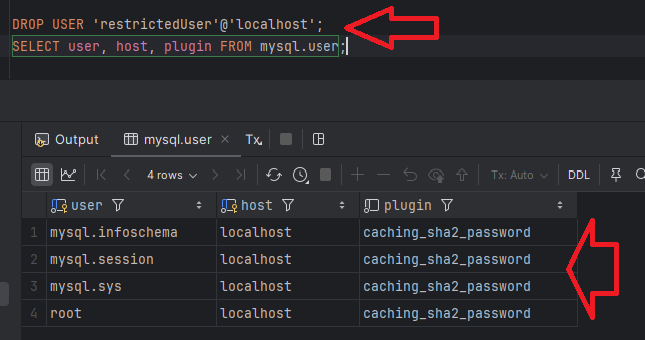 DROP USER 'restrictedUser'@'localhost';
SELECT user, host, plugin FROM mysql.user;
Output mysql.user × Tx
4 rows Tx: Auto DDL
user host plugin
1 mysql.infoschema localhost caching_sha2_password
2 mysql.session localhost caching_sha2_password
3 mysql.sys localhost caching_sha2_password
4 root localhost caching_sha2_password